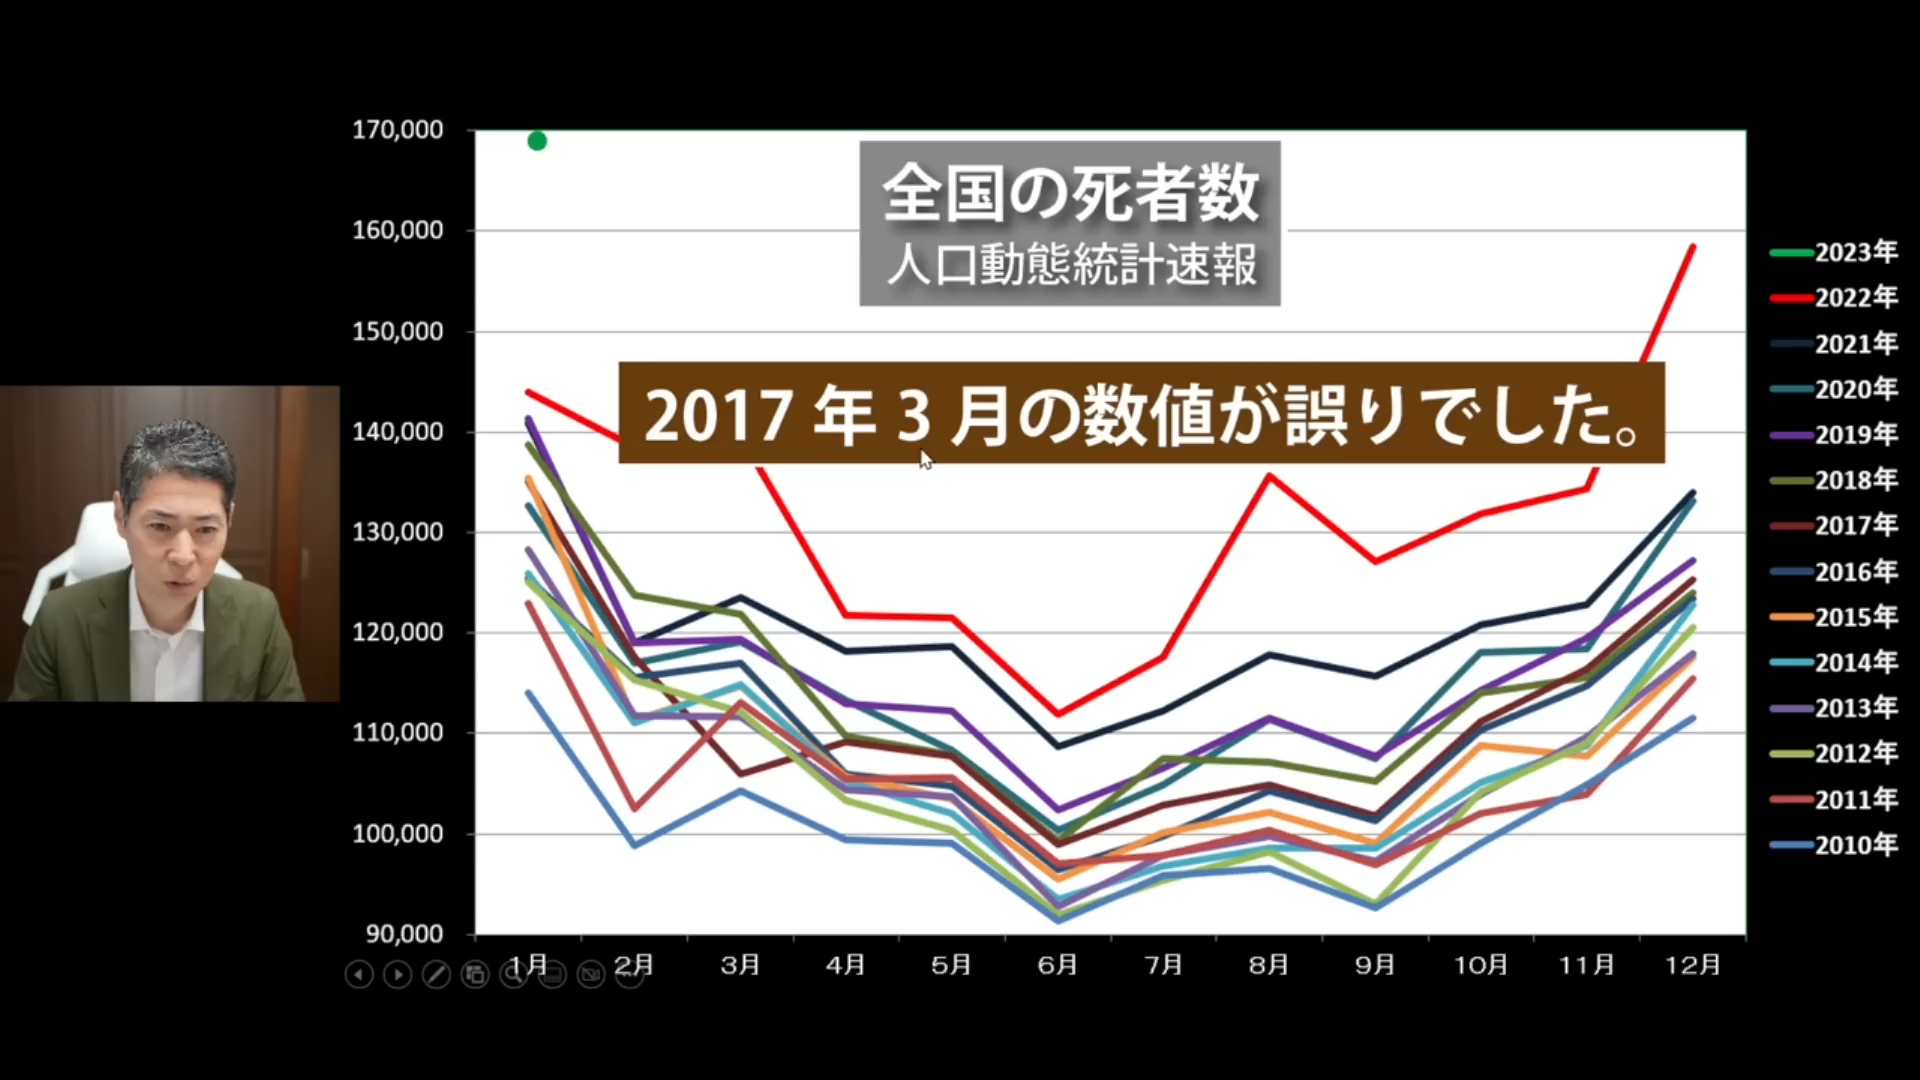 全国の死者数
人口動態統計速報
2017 年 3 月の数値が誤りでした。
170,000
160,000
150,000
140,000
130,000
120,000
110,000
100,000
90,000
1月 2月 3月 4月 5月 6月 7月 8月 9月 10月 11月 12月
2023年
2022年
2021年
2020年
2019年
2018年
2017年
2016年
2015年
2014年
2013年
2012年
2011年
2010年